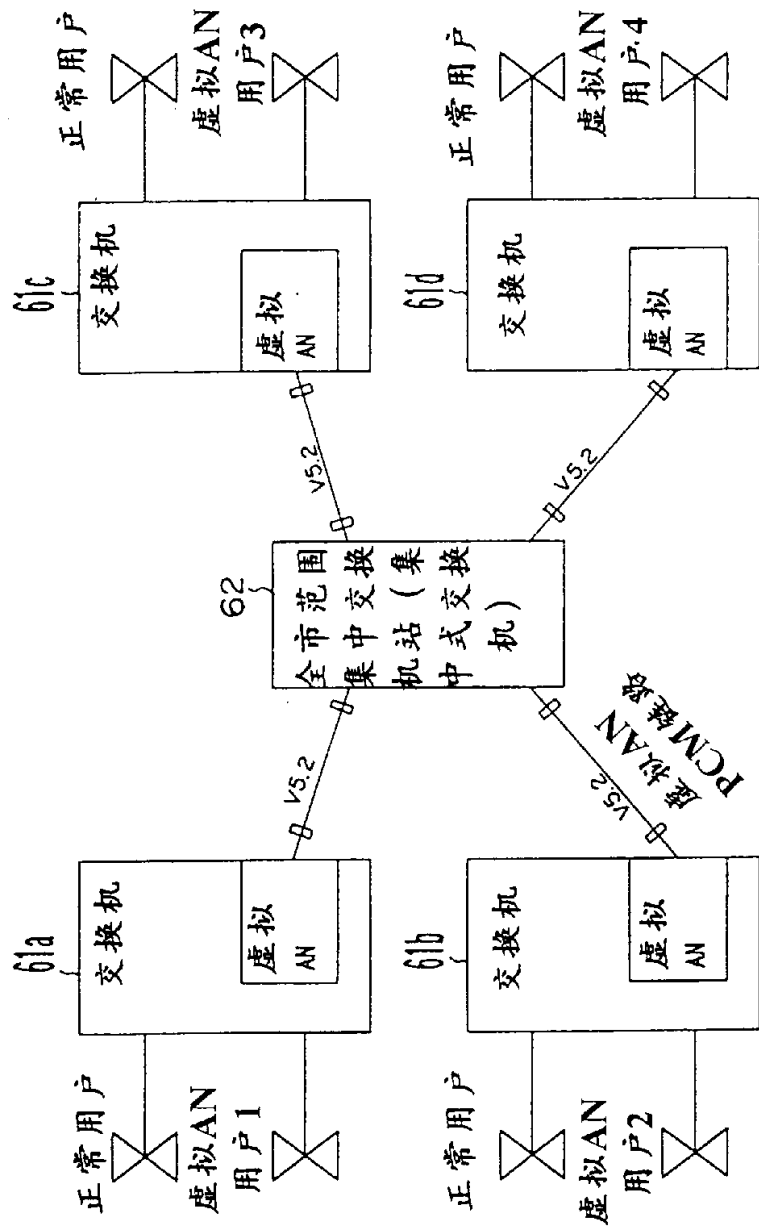 正常用户
虚拟AN
用户1
61a
交换机
虚拟
AN
V5.2
正常用户
虚拟AN
用户2
61b
交换机
虚拟
AN
V5.2
虚拟AN
PCM链路
62
全市范围
集中交换
机站（集
中式交换
机）
正常用户
虚拟AN
用户3
61c
交换机
虚拟
AN
V5.2
正常用户
虚拟AN
用户4
61d
交换机
虚拟
AN
V5.2